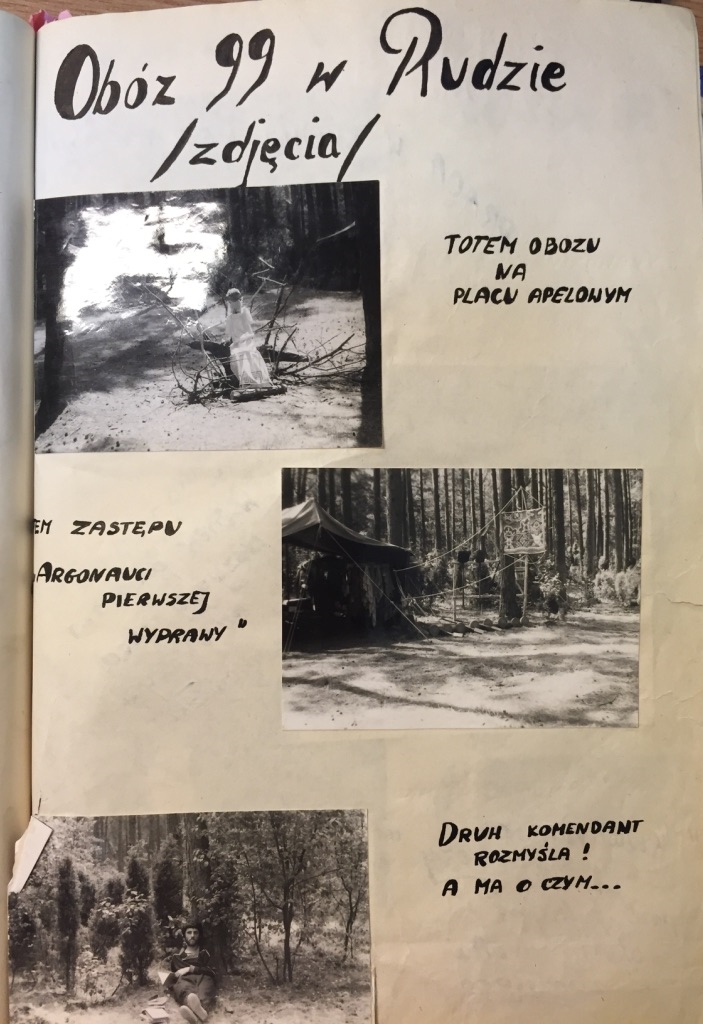 Obóz 99 w Rudzie
/zdjęcia/
TOTEM OBOZU
NA
PLACU APELOWYM
EM ZASTĘPU
ARGONAUCI
PIERWSZEJ
WYPRAWY"
DRUH KOMENDANT
ROZMYŚLA!
A MA O CZYM...